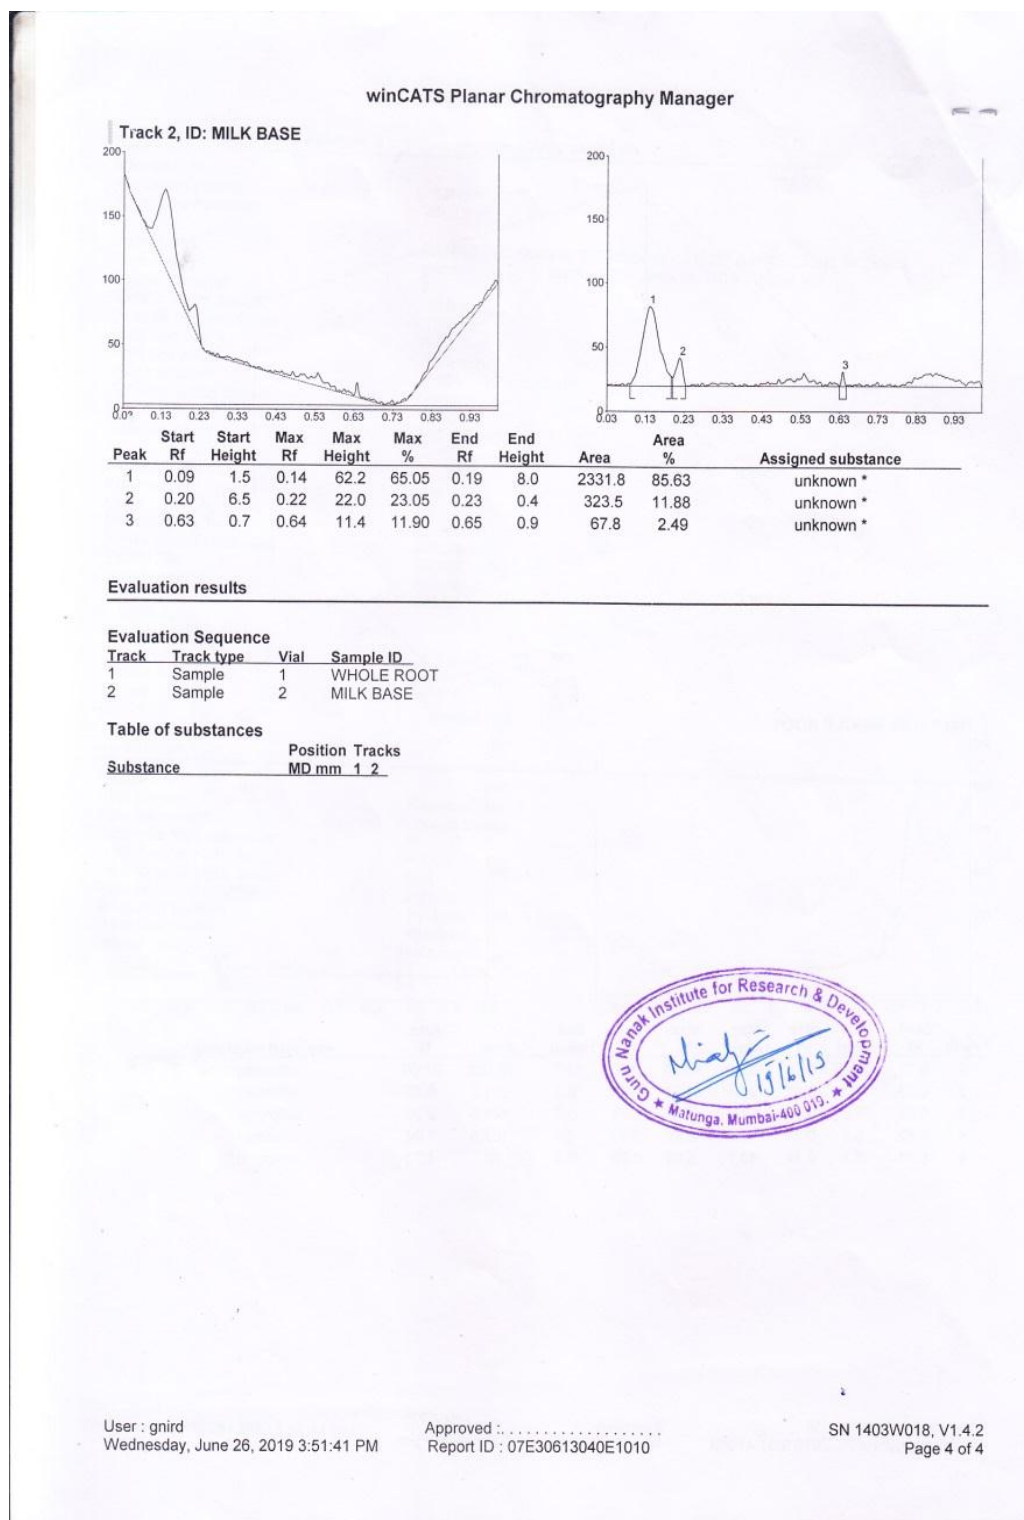 winCATS Planar Chromatography Manager
Track 2, ID: MILK BASE
200
150
100
50
0
0.03 0.13 0.23 0.33 0.43 0.53 0.63 0.73 0.83 0.93
200
150
100
50
0
0.03 0.13 0.23 0.33 0.43 0.53 0.63 0.73 0.83 0.93
1
2
3
Start Start Max Max Max End End Area
Peak Rf Height Rf Height % Rf Height Area % Assigned substance
1 0.09 1.5 0.14 62.2 65.05 0.19 8.0 2331.8 85.63 unknown *
2 0.20 6.5 0.22 22.0 23.05 0.23 0.4 323.5 11.88 unknown *
3 0.63 0.7 0.64 11.4 11.90 0.65 0.9 67.8 2.49 unknown *
Evaluation results
Evaluation Sequence
Track Track type Vial Sample ID
1 Sample 1 WHOLE ROOT
2 Sample 2 MILK BASE
Table of substances
Position Tracks
Substance MD mm 1 2
Guru Nanak Institute for Research & Development
★ Matunga, Mumbai-400 019. ★
User : gnird Approved :. . . . . . . . . . . . . . . . . . . SN 1403W018, V1.4.2
Wednesday, June 26, 2019 3:51:41 PM Report ID : 07E30613040E1010 Page 4 of 4